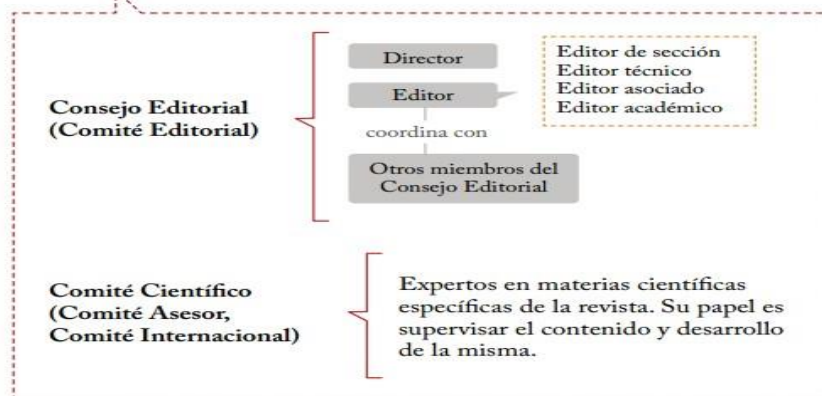 Consejo Editorial
(Comité Editorial)
Director
Editor
coordina con
Otros miembros del
Consejo Editorial
Editor de sección
Editor técnico
Editor asociado
Editor académico
Comité Científico
(Comité Asesor,
Comité Internacional)
Expertos en materias científicas
específicas de la revista. Su papel es
supervisar el contenido y desarrollo
de la misma.